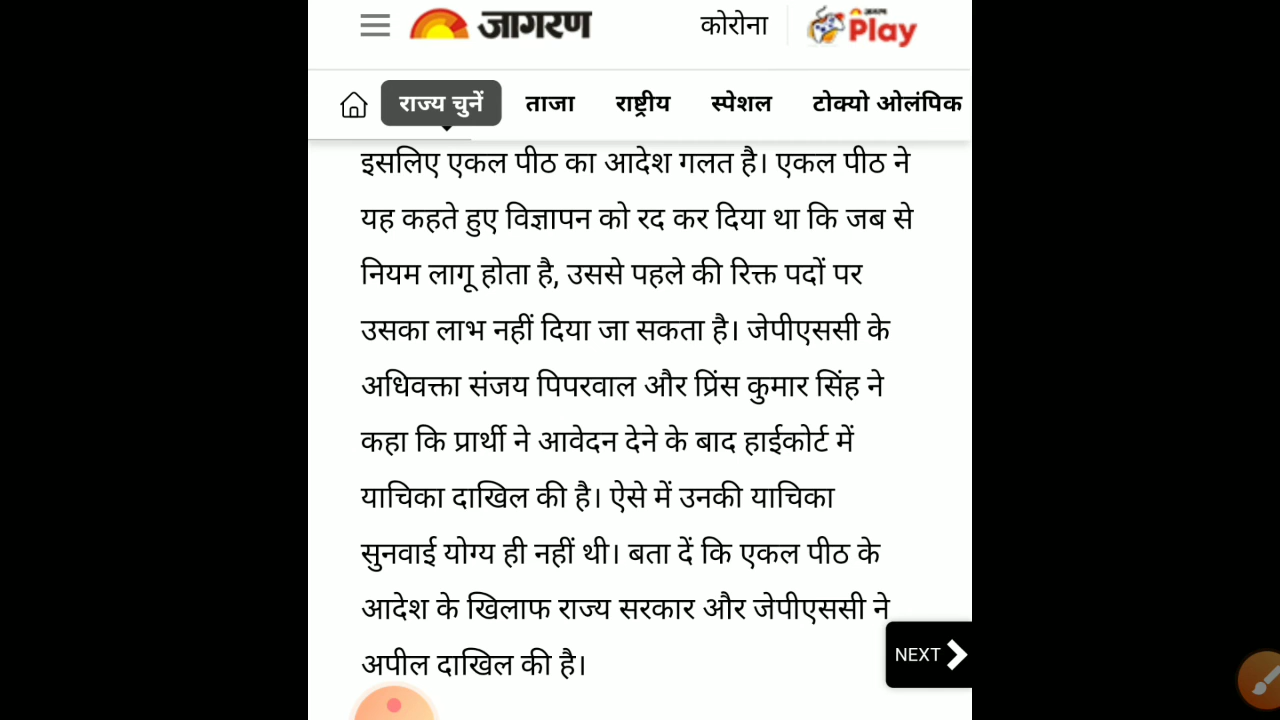 जागरण
कोरोना
जागरण
Play
राज्य चुनें
ताजा
राष्ट्रीय
स्पेशल
टोक्यो ओलंपिक
इसलिए एकल पीठ का आदेश गलत है। एकल पीठ ने
यह कहते हुए विज्ञापन को रद कर दिया था कि जब से
नियम लागू होता है, उससे पहले की रिक्त पदों पर
उसका लाभ नहीं दिया जा सकता है। जेपीएससी के
अधिवक्ता संजय पिपरवाल और प्रिंस कुमार सिंह ने
कहा कि प्रार्थी ने आवेदन देने के बाद हाईकोर्ट में
याचिका दाखिल की है। ऐसे में उनकी याचिका
सुनवाई योग्य ही नहीं थी। बता दें कि एकल पीठ के
आदेश के खिलाफ राज्य सरकार और जेपीएससी ने
अपील दाखिल की है।
NEXT